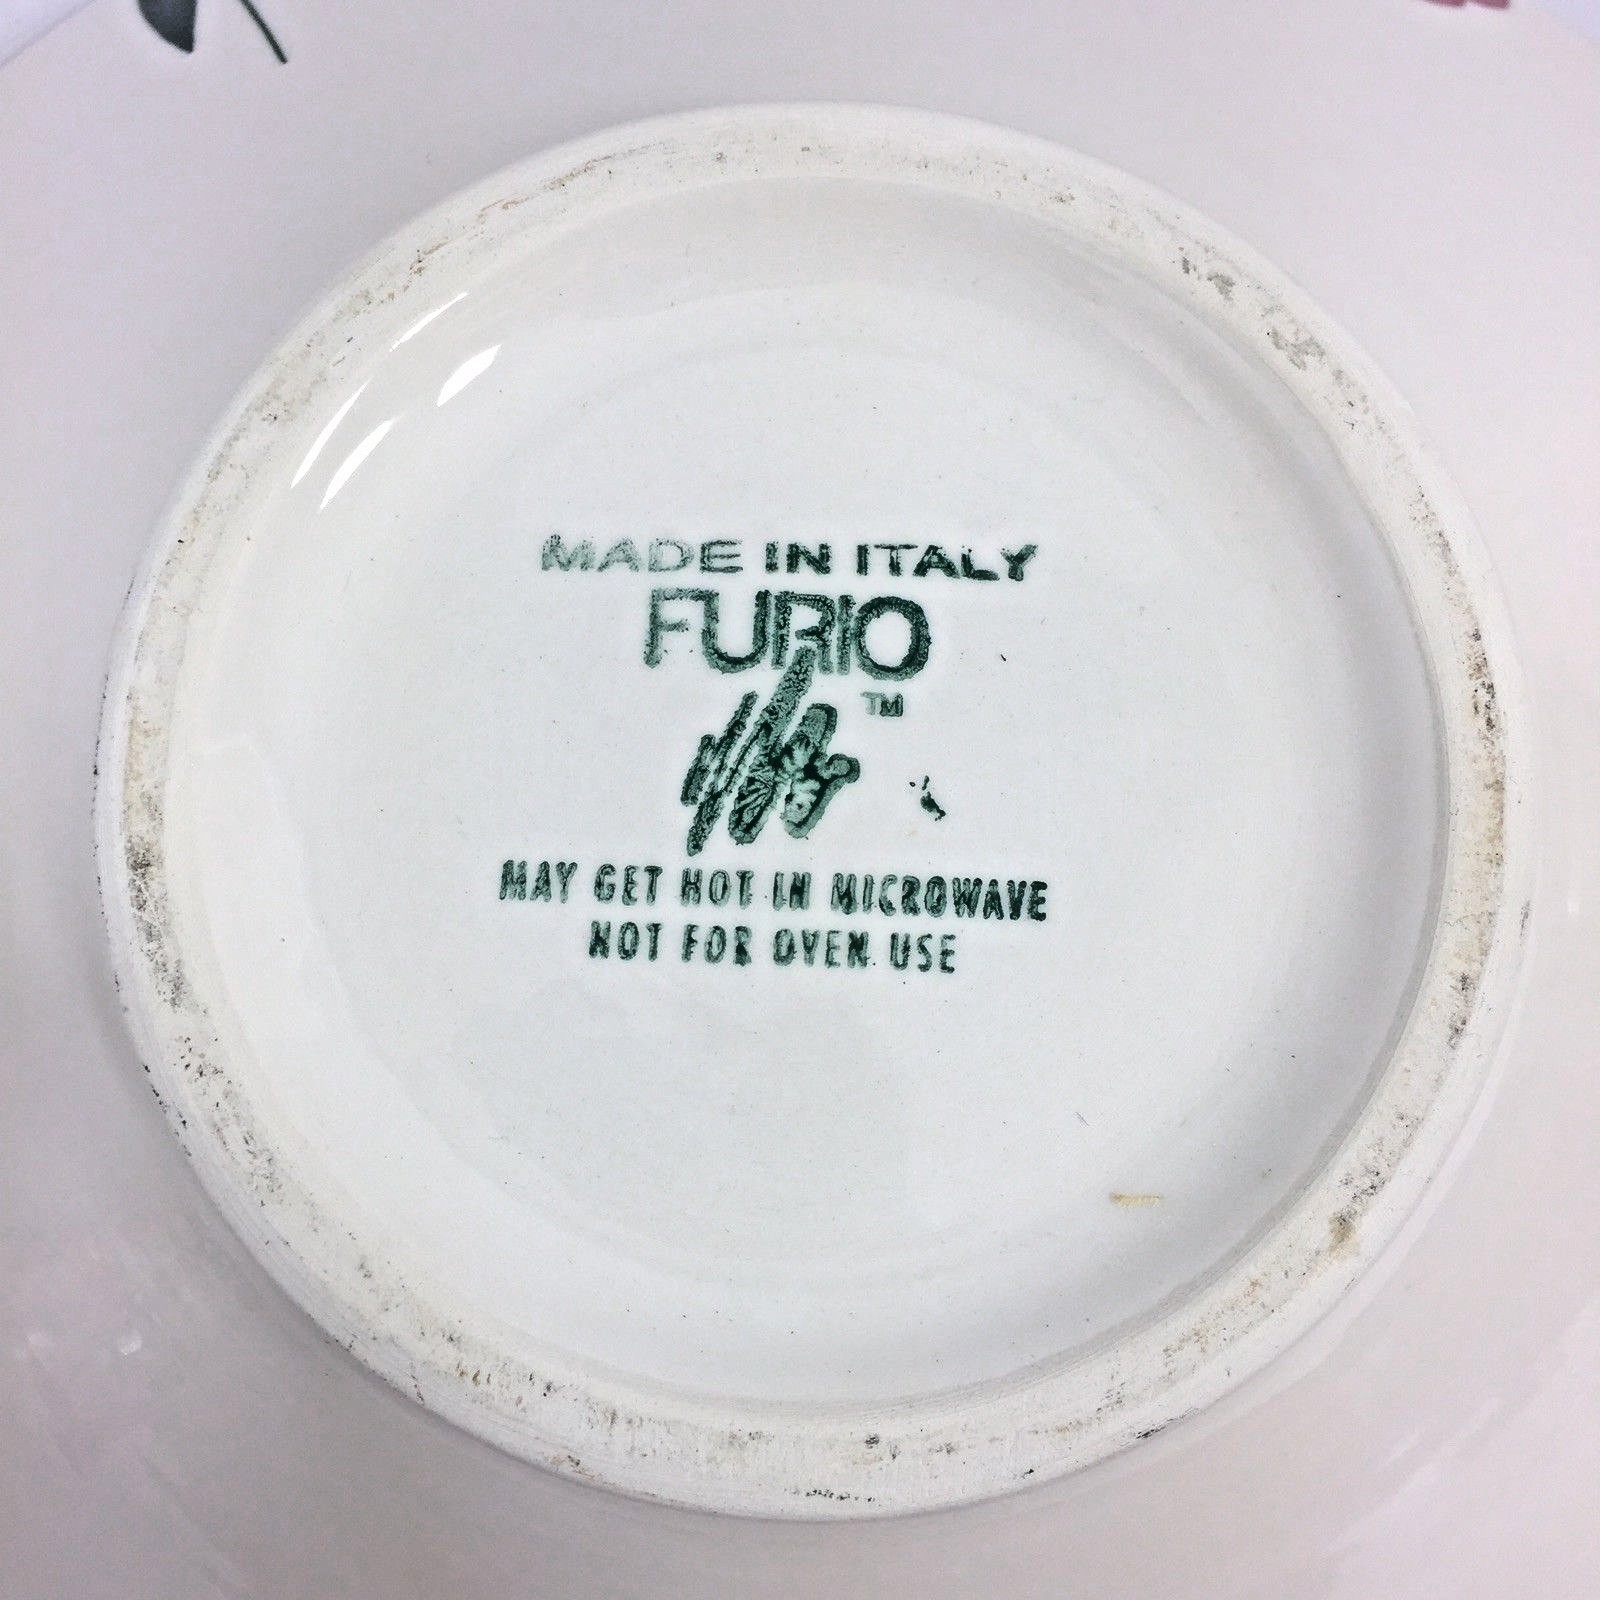 MADE IN ITALY
FURIO
TM
MAY GET HOT IN MICROWAVE
NOT FOR OVEN USE